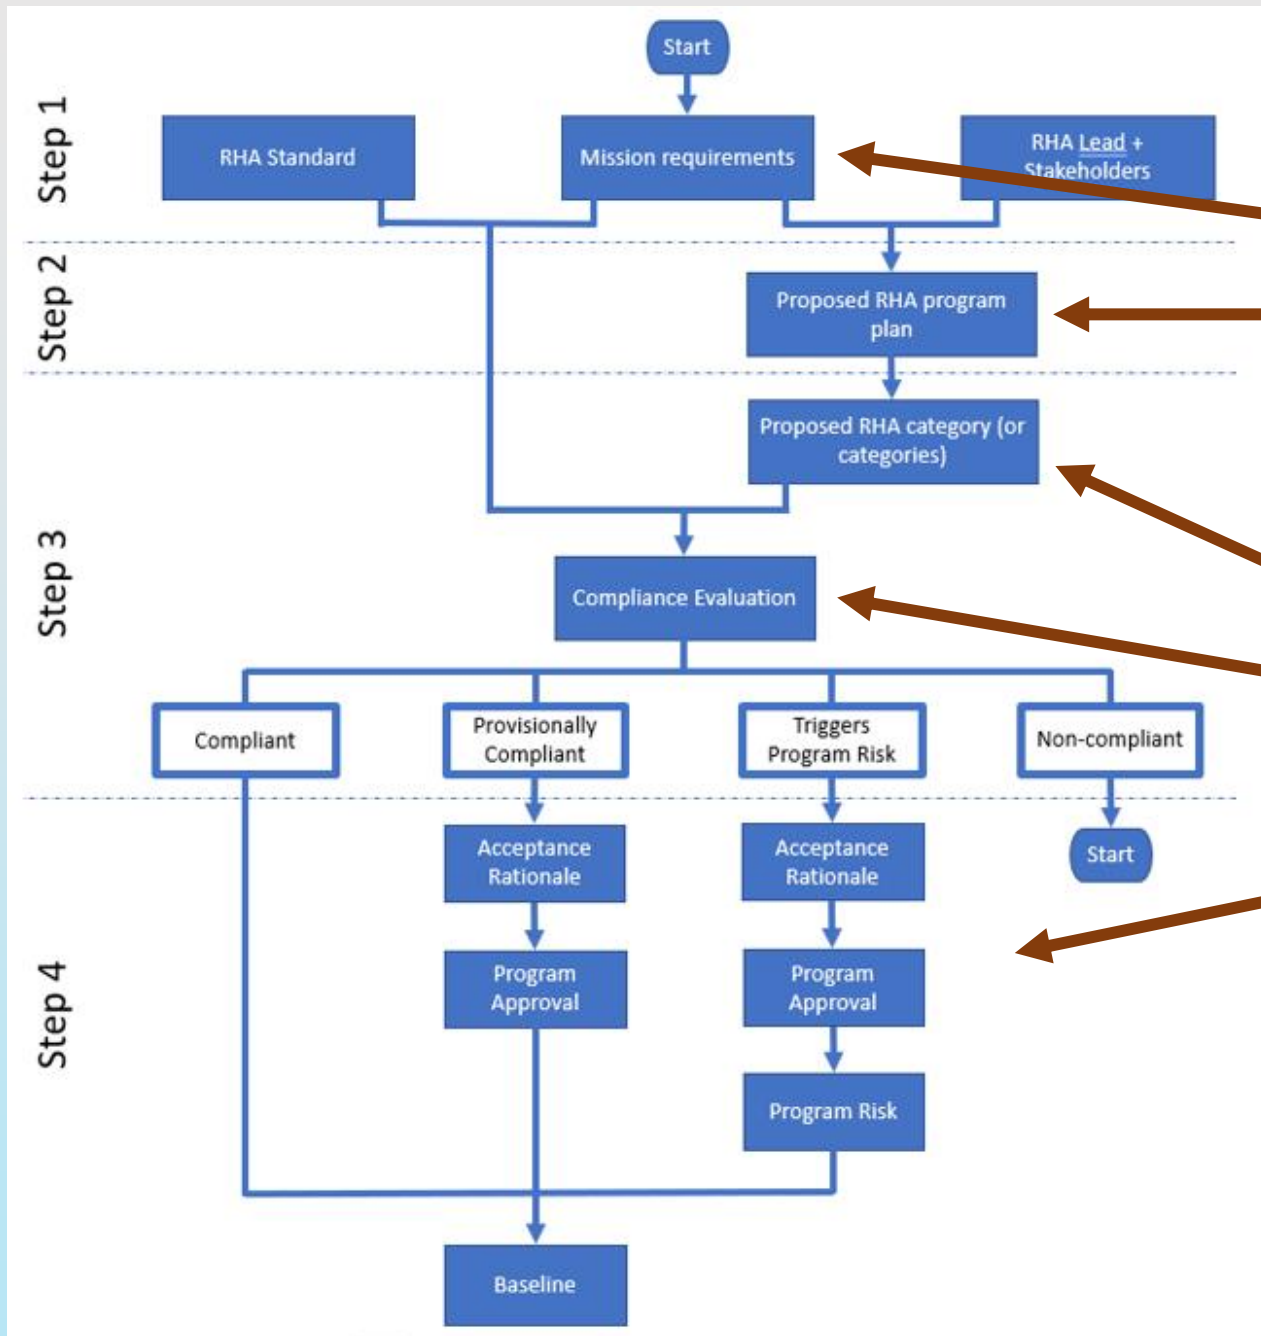 Start
Step 1
RHA Standard
Mission requirements
RHA Lead +
Stakeholders
Step 2
Proposed RHA program
plan
Step 3
Proposed RHA category (or
categories)
Compliance Evaluation
Compliant
Provisionally
Compliant
Triggers
Program Risk
Non-compliant
Step 4
Acceptance
Rationale
Acceptance
Rationale
Start
Program
Approval
Program
Approval
Program Risk
Baseline